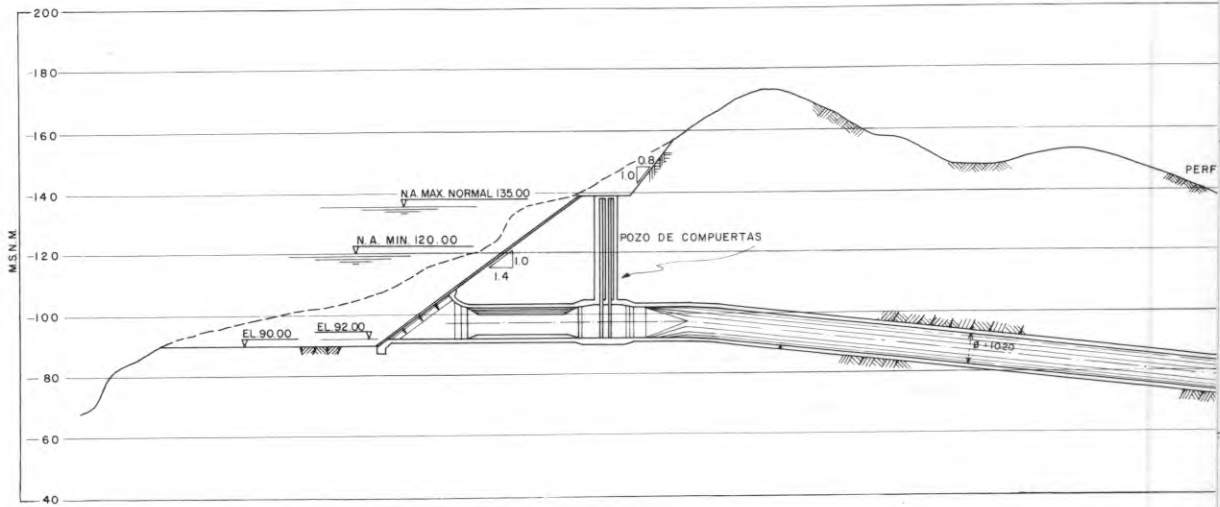 200
180
160
140
120
100
80
60
40
M.S.N.M.
N.A. MAX. NORMAL 135.00
N.A. MIN. 120.00
EL. 90.00
EL. 92.00
1.0
1.4
0.8
1.0
POZO DE COMPUERTAS
Ø = 10.20
PERF